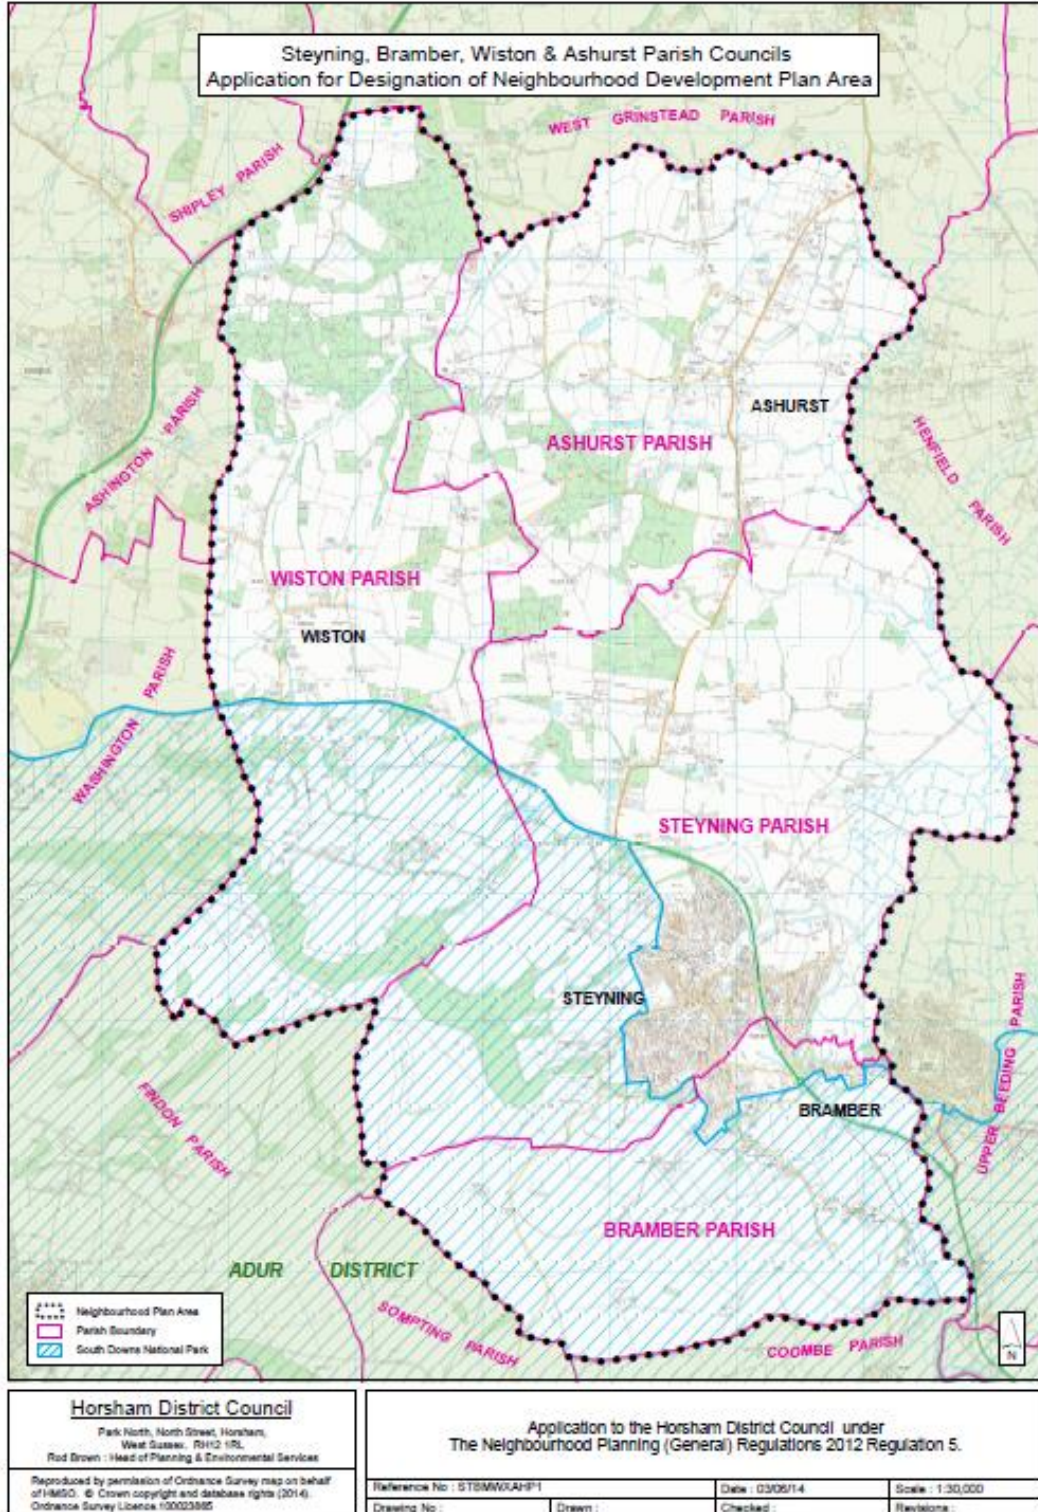 Steyning, Bramber, Wiston & Ashurst Parish Councils
Application for Designation of Neighbourhood Development Plan Area
WEST GRINSTEAD PARISH
SHIPLEY PARISH
ASHINGTON PARISH
ASHURST
ASHURST PARISH
HENFIELD PARISH
WISTON PARISH
WISTON
WASHINGTON PARISH
STEYNING PARISH
STEYNING
BRAMBER
UPPER BEEDING PARISH
FINDON PARISH
BRAMBER PARISH
ADUR DISTRICT
SOMPTING PARISH
COOMBE PARISH
Neighbourhood Plan Area
Parish Boundary
South Downs National Park
N
Horsham District Council
Park North, North Street, Horsham,
West Sussex. RH12 1RL
Rod Brown : Head of Planning & Environmental Services
Reproduced by permission of Ordnance Survey map on behalf
of HMSO. © Crown copyright and database rights (2014).
Ordnance Survey Licence.100023865
Application to the Horsham District Council under
The Neighbourhood Planning (General) Regulations 2012 Regulation 5.
Reference No :
Date : 03/06/14
Scale : 1:30,000
Drawing No :
Drawn :
Checked :
Revisions :